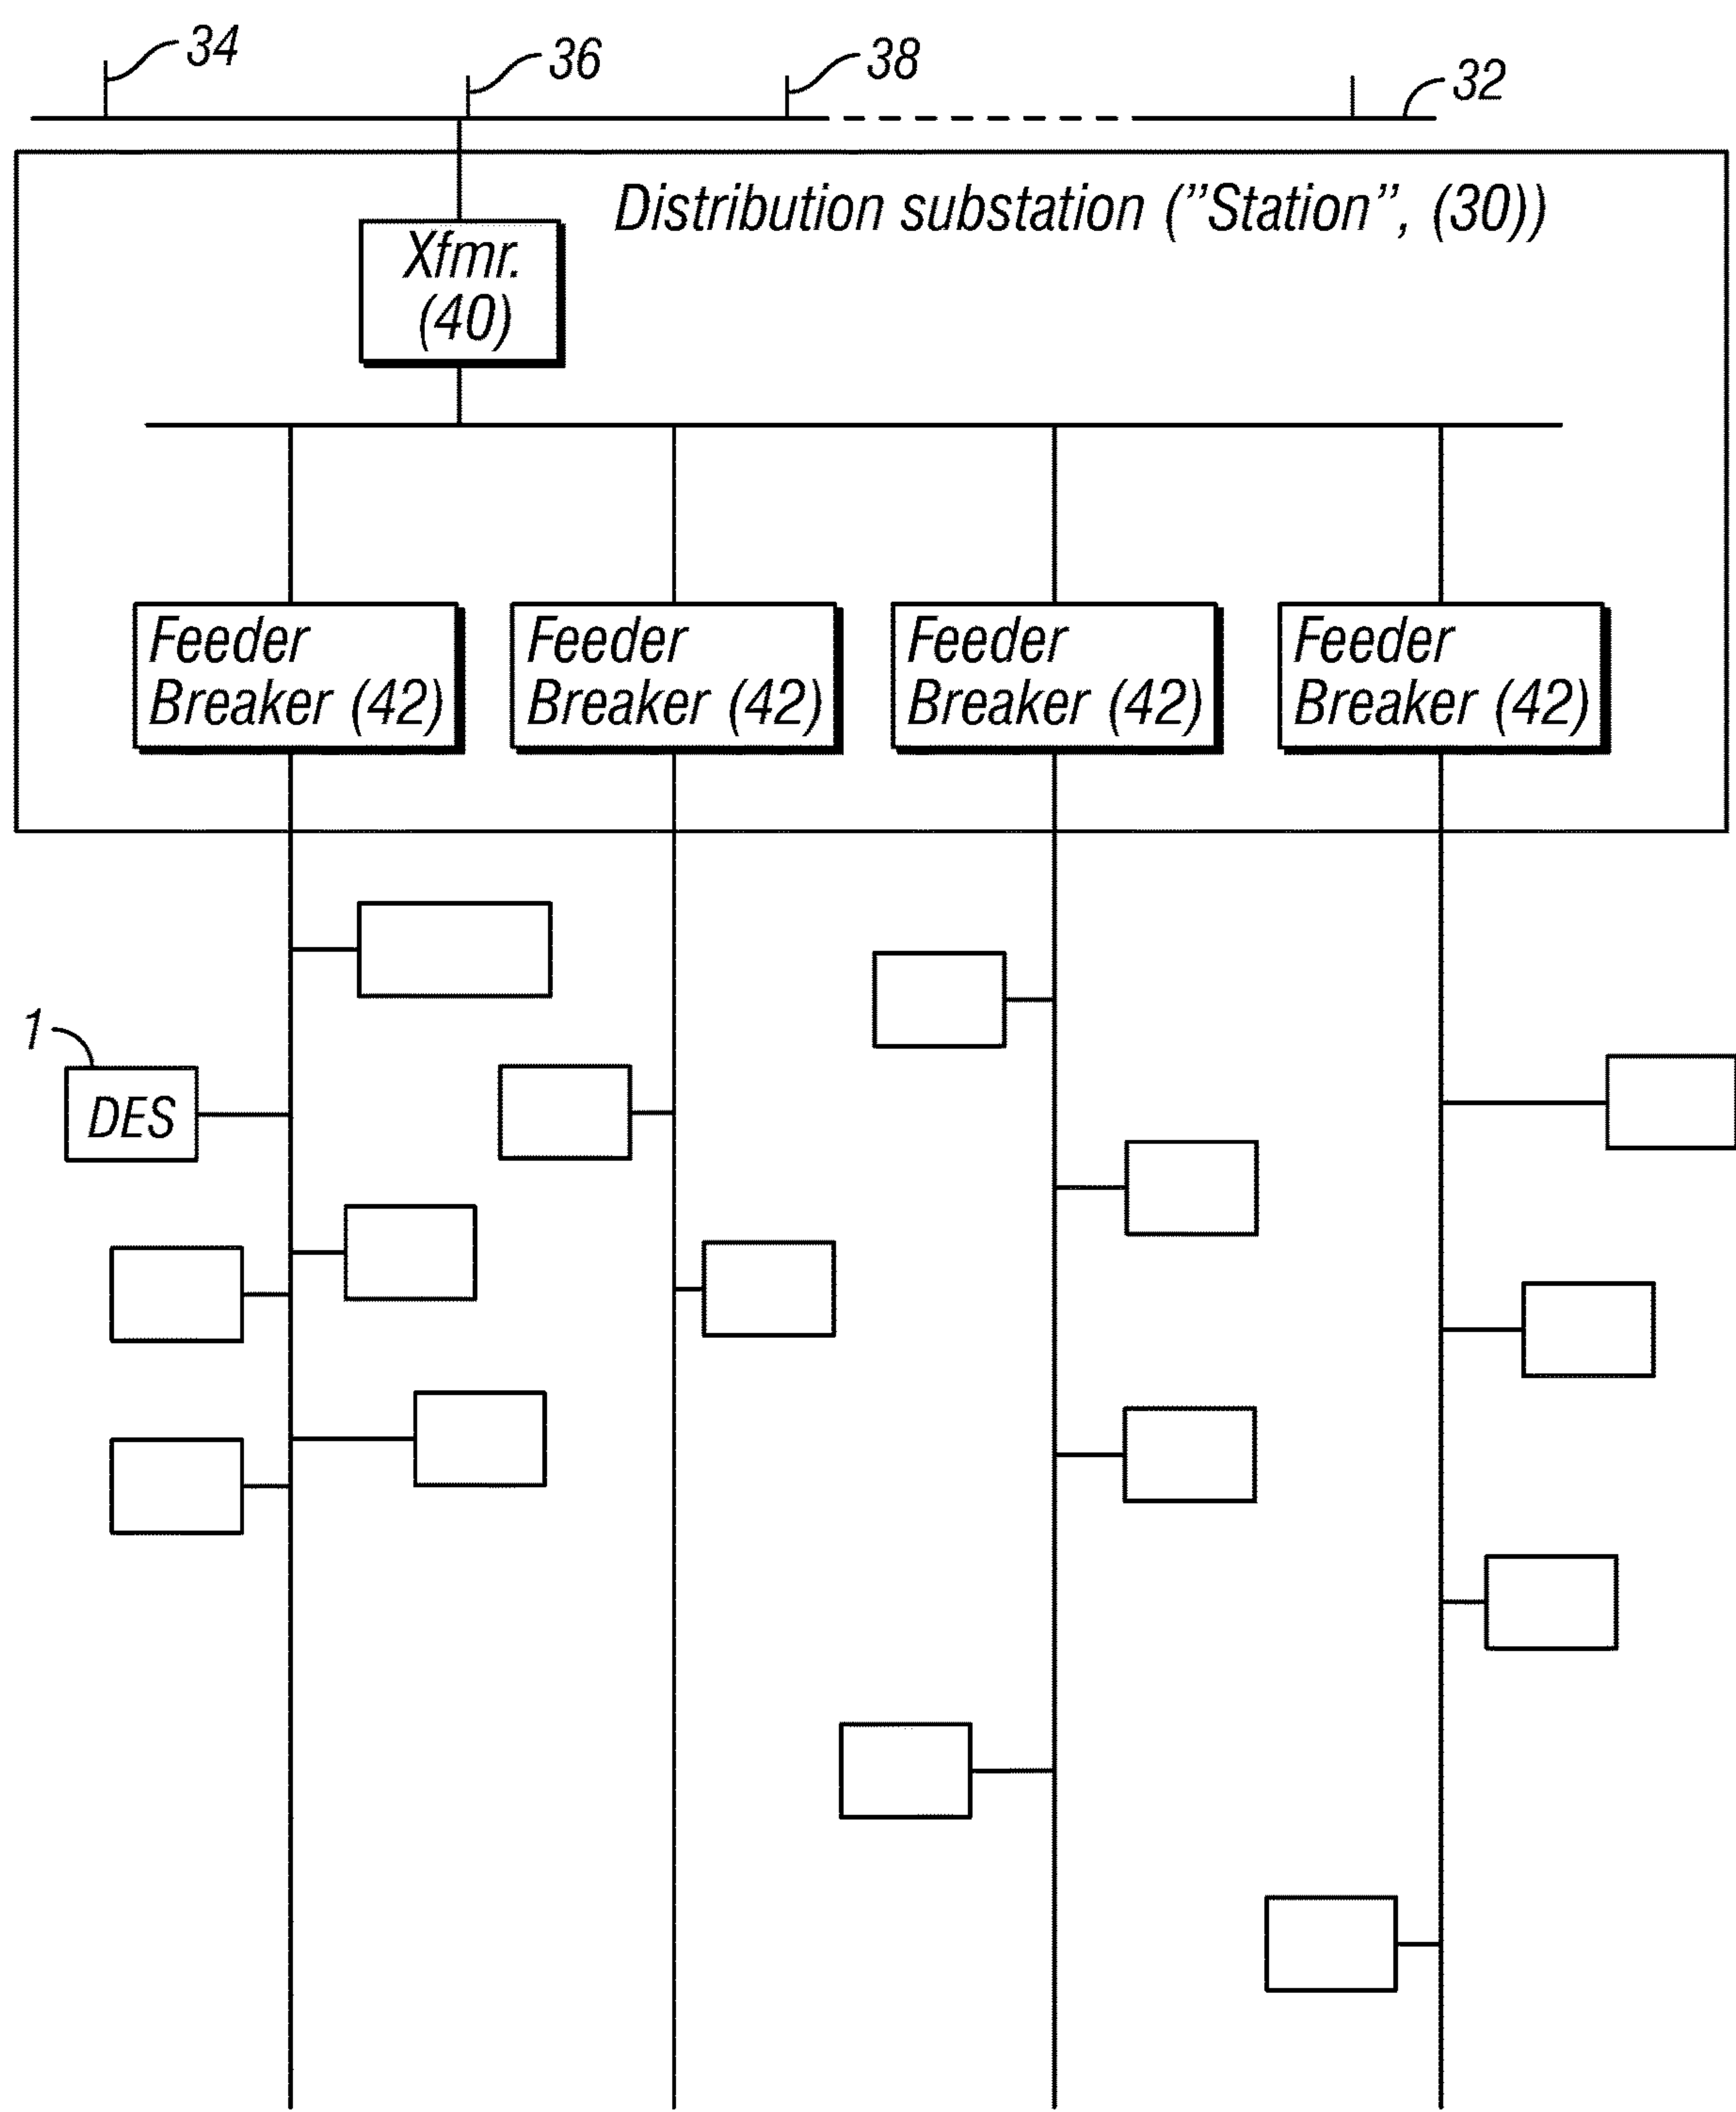 34
36
38
32
Distribution substation (”Station”, (30))
Xfmr.
(40)
Feeder
Breaker (42)
Feeder
Breaker (42)
Feeder
Breaker (42)
Feeder
Breaker (42)
1
DES